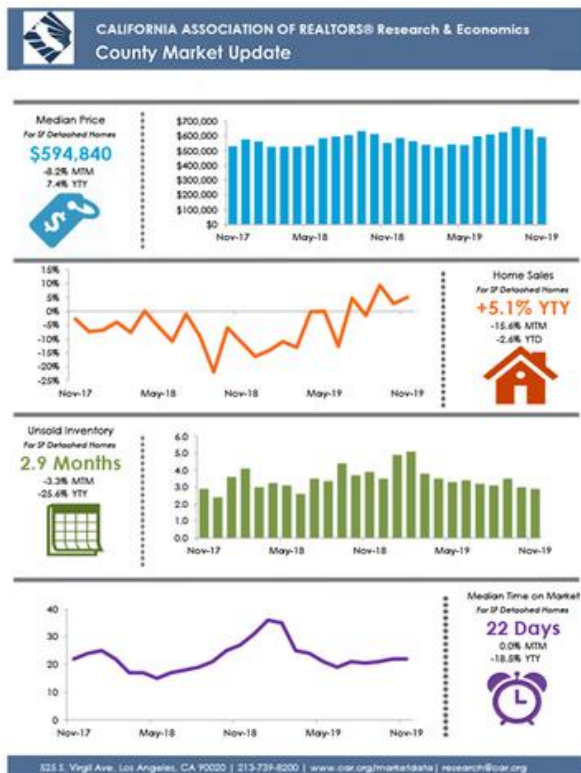 CALIFORNIA ASSOCIATION OF REALTORS® Research & Economics
County Market Update
Median Price
For SF Detached Homes
$594,840
-8.2% MTM
7.4% YTY
$700,000
$600,000
$500,000
$400,000
$300,000
$200,000
$100,000
$0
Nov-17 May-18 Nov-18 May-19 Nov-19
15%
10%
5%
0%
-5%
-10%
-15%
-20%
-25%
Nov-17 May-18 Nov-18 May-19 Nov-19
Home Sales
For SF Detached Homes
+5.1% YTY
-15.6% MTM
-2.6% YTD
Unsold Inventory
For SF Detached Homes
2.9 Months
-3.3% MTM
-25.6% YTY
6.0
5.0
4.0
3.0
2.0
1.0
0.0
Nov-17 May-18 Nov-18 May-19 Nov-19
40
30
20
10
0
Nov-17 May-18 Nov-18 May-19 Nov-19
Median Time on Market
For SF Detached Homes
22 Days
0.0% MTM
-18.5% YTY
525 S. Virgil Ave. Los Angeles, CA 90020 | 213-739-8200 | www.car.org/marketdata | research@car.org